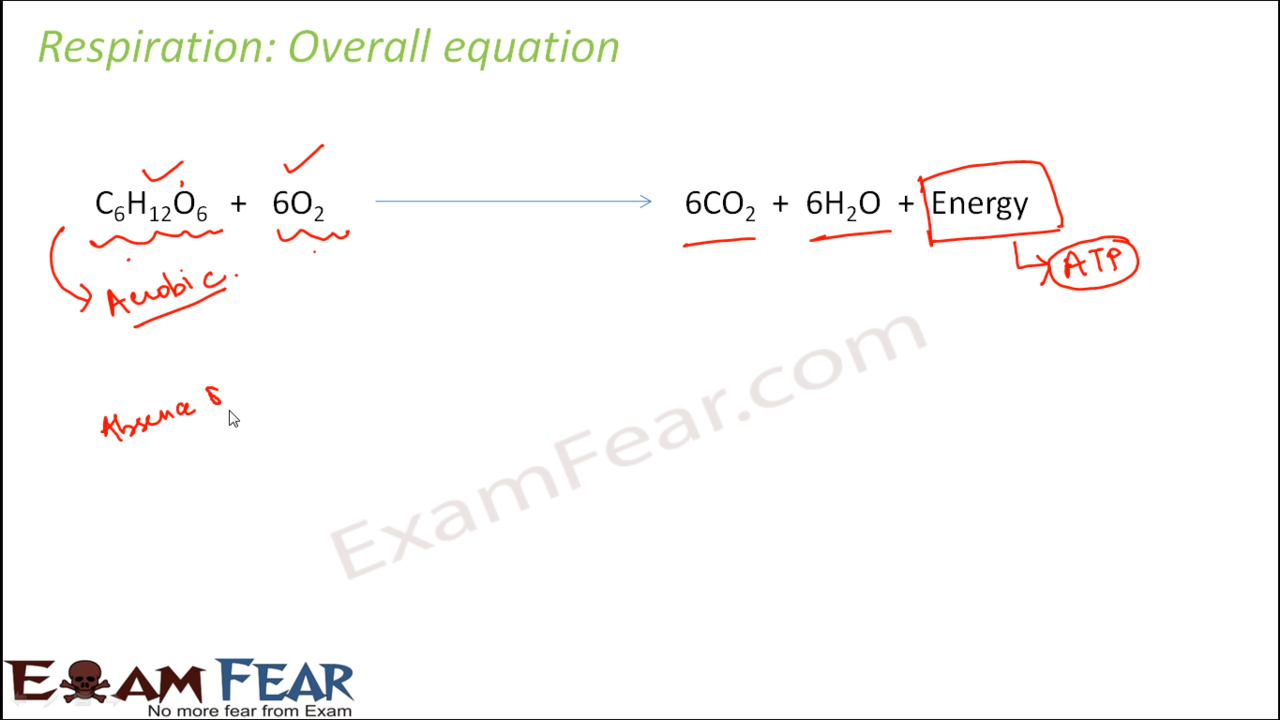 Respiration: Overall equation
C₆H₁₂O₆ + 6O₂ → 6CO₂ + 6H₂O + Energy
ATP
Aerobic.
Absence
ExamFear.com
EXAM FEAR
No more fear from Exam